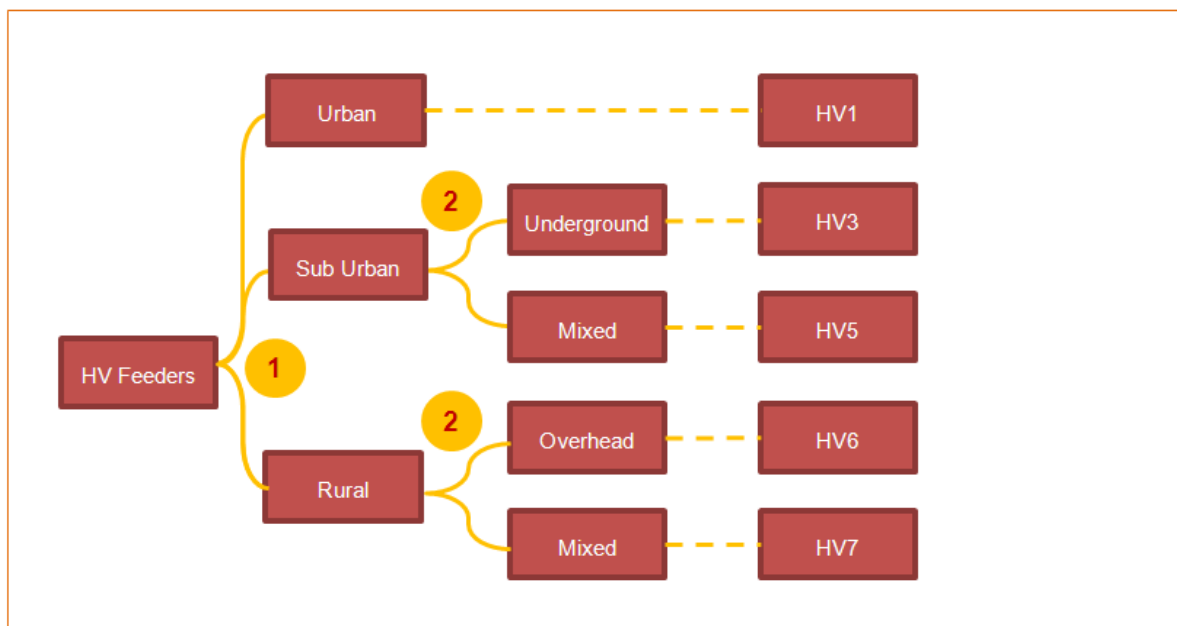 Urban
HV1
2
Underground
HV3
Sub Urban
Mixed
HV5
HV Feeders
1
2
Overhead
HV6
Rural
Mixed
HV7